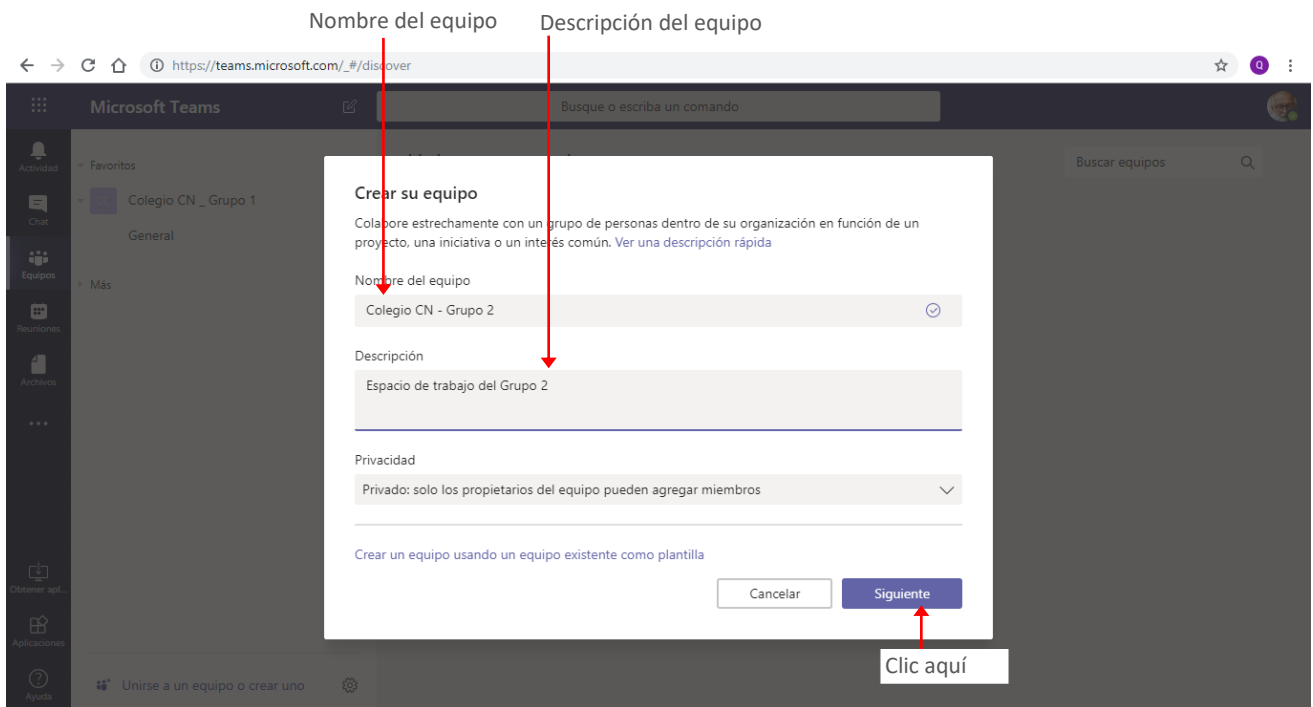 Nombre del equipo
Descripción del equipo
https://teams.microsoft.com/_#/discover
Q
Microsoft Teams
Busque o escriba un comando
Actividad
Chat
Equipos
Reuniones
Archivos
Obtener apl...
Aplicaciones
Ayuda
Favoritos
Colegio CN _ Grupo 1
General
Más
Unirse a un equipo o crear uno
Buscar equipos
Crear su equipo
Colabore estrechamente con un grupo de personas dentro de su organización en función de un
proyecto, una iniciativa o un interés común. Ver una descripción rápida
Nombre del equipo
Colegio CN - Grupo 2
Descripción
Espacio de trabajo del Grupo 2
Privacidad
Privado: solo los propietarios del equipo pueden agregar miembros
Crear un equipo usando un equipo existente como plantilla
Cancelar
Siguiente
Clic aquí